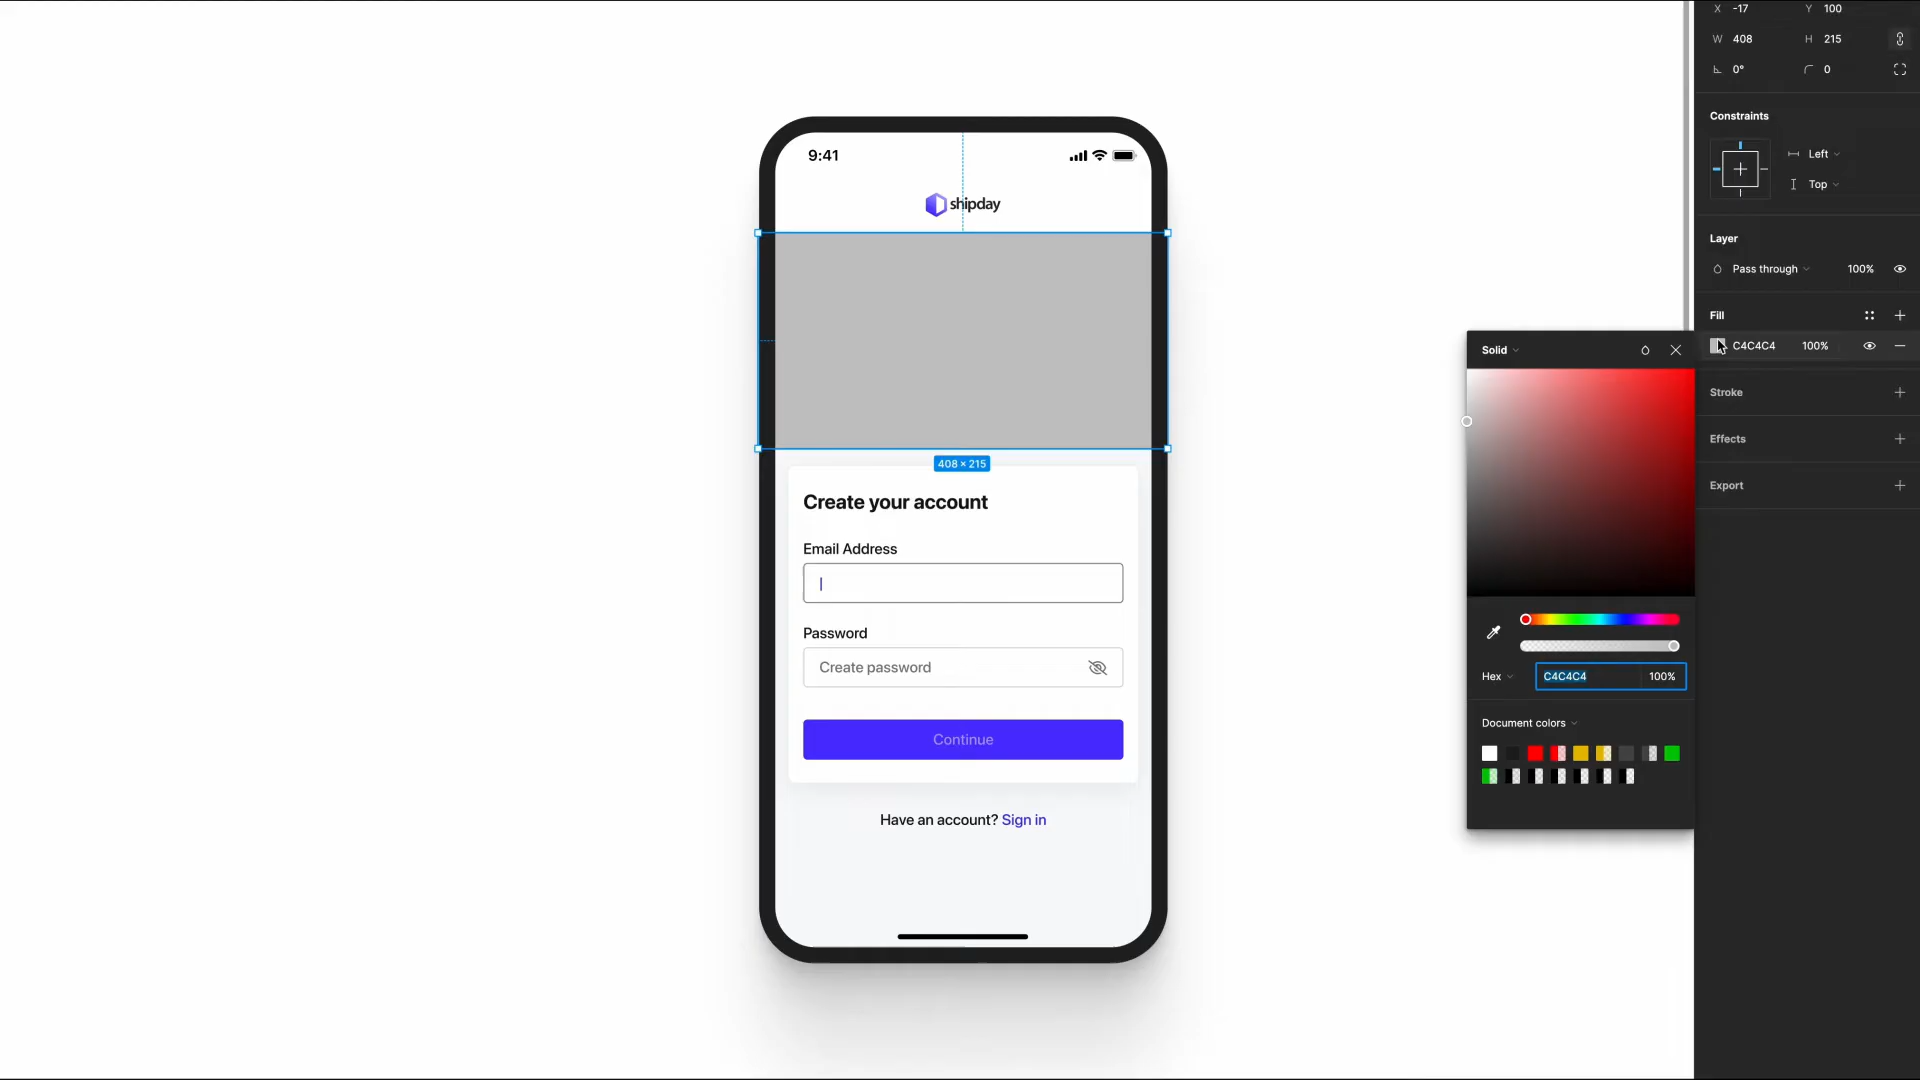 X -17 Y 100
W 408 H 215
0° 0
Constraints
Left
Top
Layer
Pass through 100%
Fill
C4C4C4 100%
Stroke
Effects
Export
Solid
Hex C4C4C4 100%
Document colors
9:41
shipday
408 × 215
Create your account
Email Address
Password
Create password
Continue
Have an account? Sign in